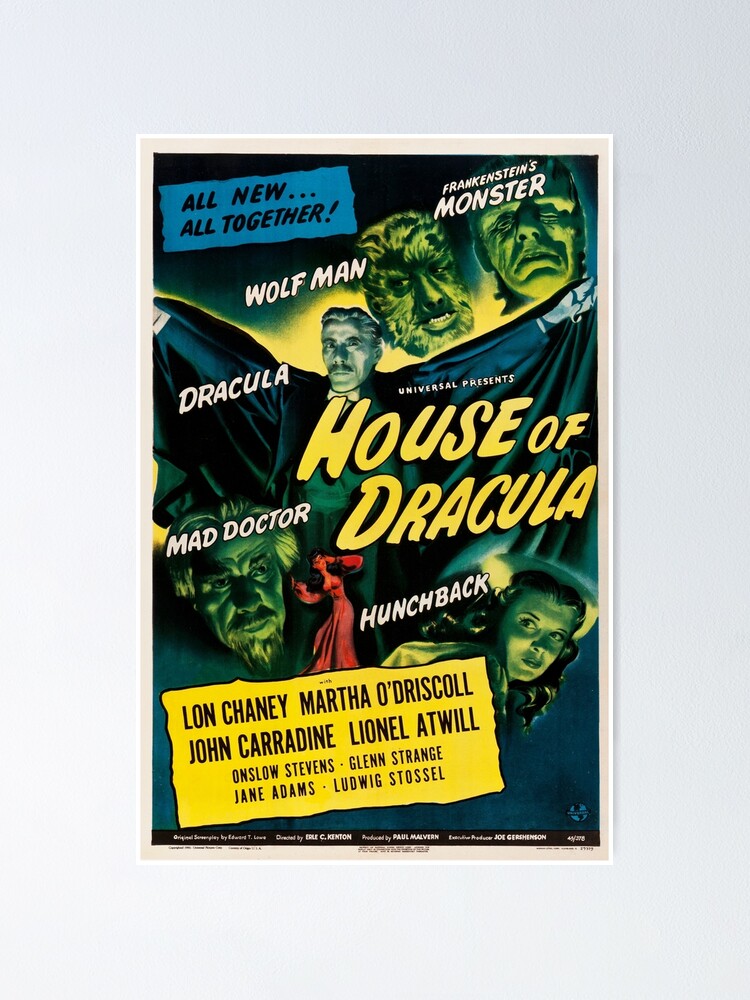 ALL NEW...
ALL TOGETHER!
FRANKENSTEIN'S
MONSTER
WOLF MAN
DRACULA
UNIVERSAL PRESENTS
HOUSE OF
DRACULA
MAD DOCTOR
HUNCHBACK
with
LON CHANEY MARTHA O'DRISCOLL
JOHN CARRADINE LIONEL ATWILL
ONSLOW STEVENS · GLENN STRANGE
JANE ADAMS · LUDWIG STOSSEL
Original Screenplay by Edward T. Lowe Directed by ERLE C. KENTON Produced by PAUL MALVERN Executive Producer JOE GERSHENSON 45/278